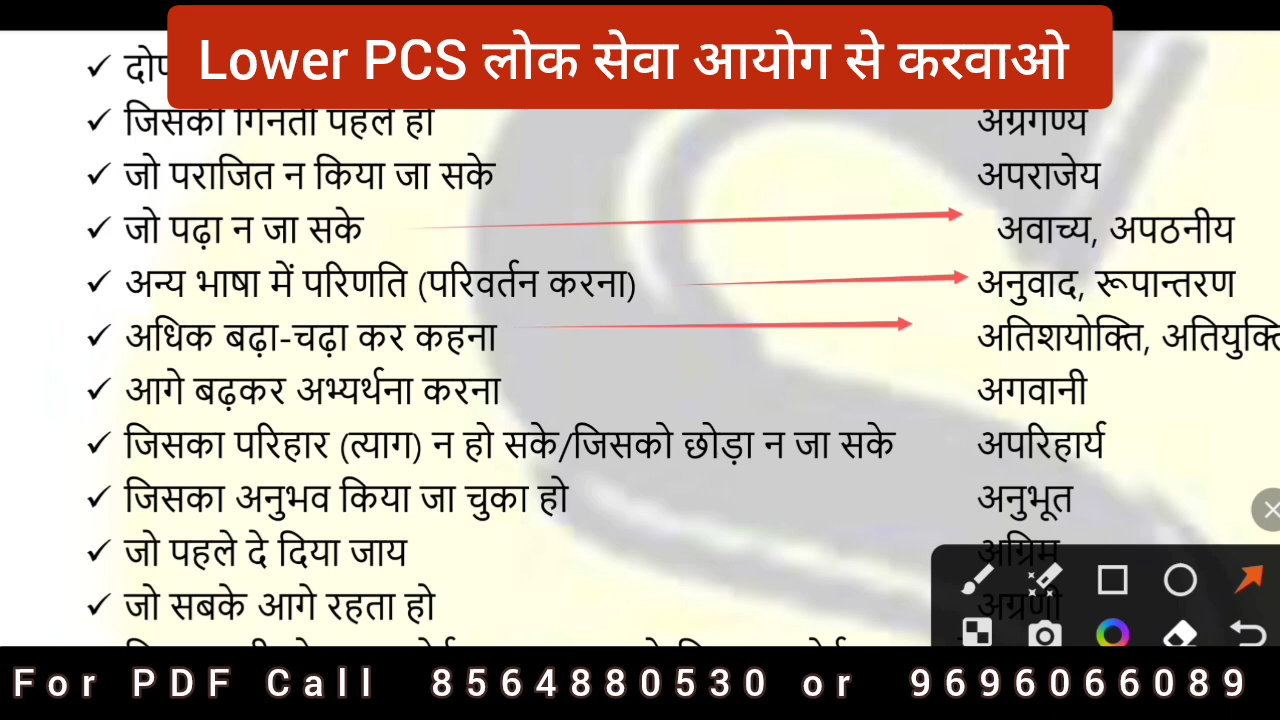 Lower PCS लोक सेवा आयोग से करवाओ
जिसकी गिनती पहले हो अग्रगण्य
जो पराजित न किया जा सके अपराजेय
जो पढ़ा न जा सके अवाच्य, अपठनीय
अन्य भाषा में परिणति (परिवर्तन करना) अनुवाद, रूपान्तरण
अधिक बढ़ा-चढ़ा कर कहना अतिशयोक्ति, अतियुक्ति
आगे बढ़कर अभ्यर्थना करना अगवानी
जिसका परिहार (त्याग) न हो सके/जिसको छोड़ा न जा सके अपरिहार्य
जिसका अनुभव किया जा चुका हो अनुभूत
जो पहले दे दिया जाय अग्रिम
जो सबके आगे रहता हो अग्रणी
For PDF Call 8564880530 or 9696066089